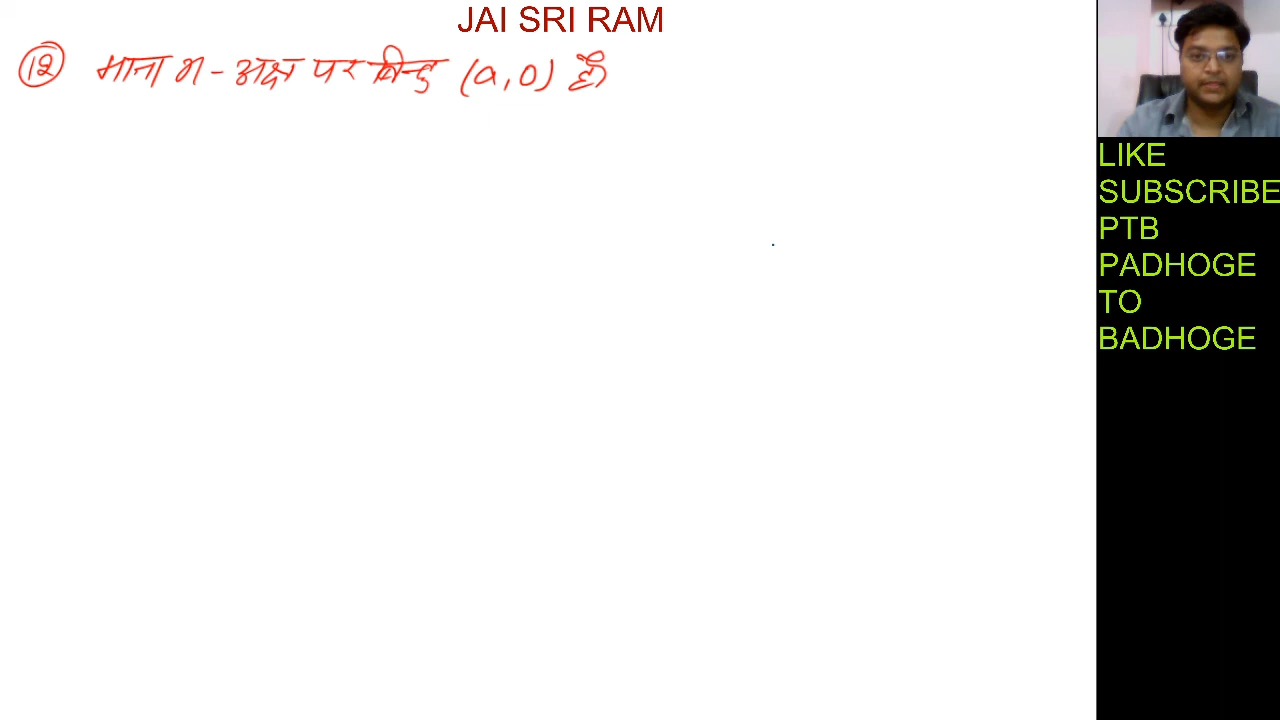 JAI SRI RAM
12 माना x - अक्ष पर बिन्दु (a, 0) है
LIKE
SUBSCRIBE
PTB
PADHOGE
TO
BADHOGE